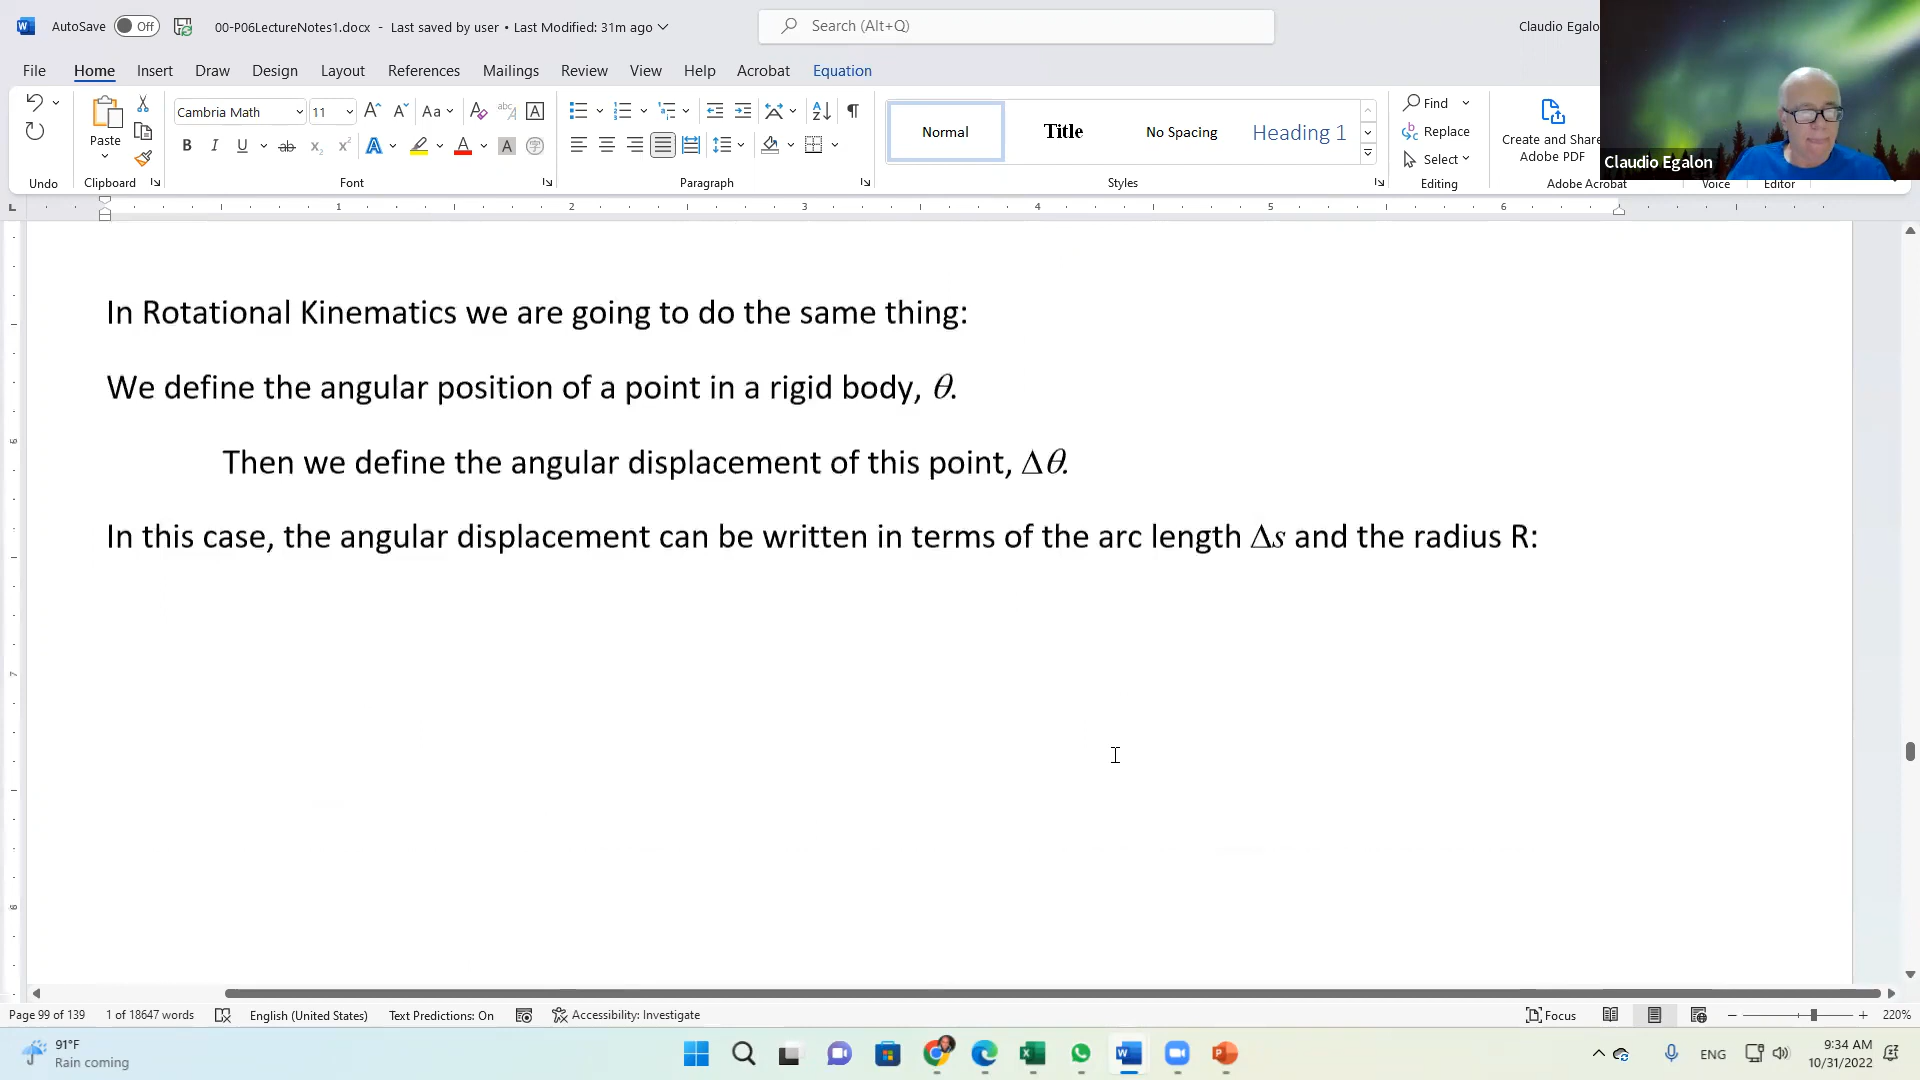 AutoSave Off 00-P06LectureNotes1.docx - Last saved by user • Last Modified: 31m ago Search (Alt+Q) Claudio Egalo
File Home Insert Draw Design Layout References Mailings Review View Help Acrobat Equation
Cambria Math 11 Aa Find
Paste Normal Title No Spacing Heading 1 Replace Create and Share
Adobe PDF
Select
Undo Clipboard Font Paragraph Styles Editing Adobe Acrobat Voice Editor
Claudio Egalon
1 2 3 4 5 6
In Rotational Kinematics we are going to do the same thing:
We define the angular position of a point in a rigid body, θ.
Then we define the angular displacement of this point, Δθ.
In this case, the angular displacement can be written in terms of the arc length Δs and the radius R:
Page 99 of 139 1 of 18647 words English (United States) Text Predictions: On Accessibility: Investigate Focus 220%
91°F
Rain coming
ENG
9:34 AM
10/31/2022